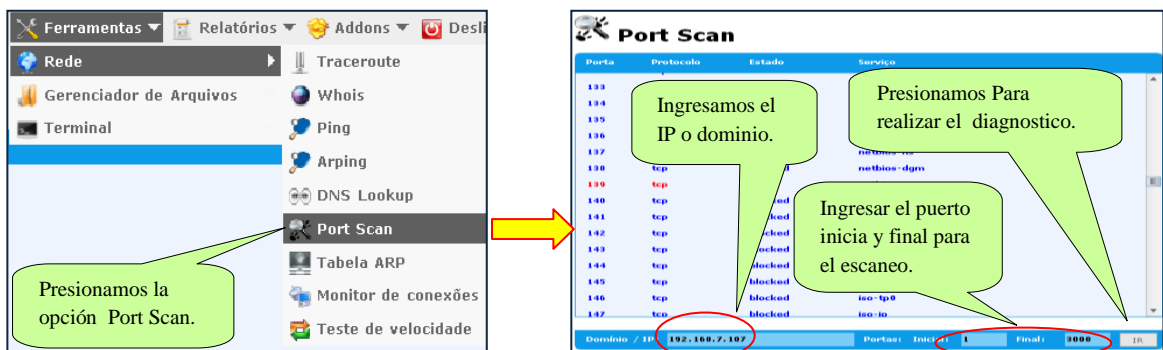 Ferramentas Relatórios Addons Desli
Rede
Gerenciador de Arquivos
Terminal
Traceroute
Whois
Ping
Arping
DNS Lookup
Port Scan
Tabela ARP
Monitor de conexões
Teste de velocidade
Presionamos la
opción Port Scan.
Port Scan
Porta Protocolo Estado Serviço
133
134
135
136
137 netbios-ns
138 tcp netbios-dgm
139 tcp
140 tcp
141 tcp blocked
142 tcp blocked
143 tcp blocked
144 tcp blocked
145 tcp blocked
146 tcp blocked iso-tp0
147 tcp blocked iso-ip
Ingresamos el
IP o dominio.
Presionamos Para
realizar el diagnostico.
Ingresar el puerto
inicia y final para
el escaneo.
Domínio / IP: 192.168.7.107 Portas: Inicial: 1 Final: 3000 IR